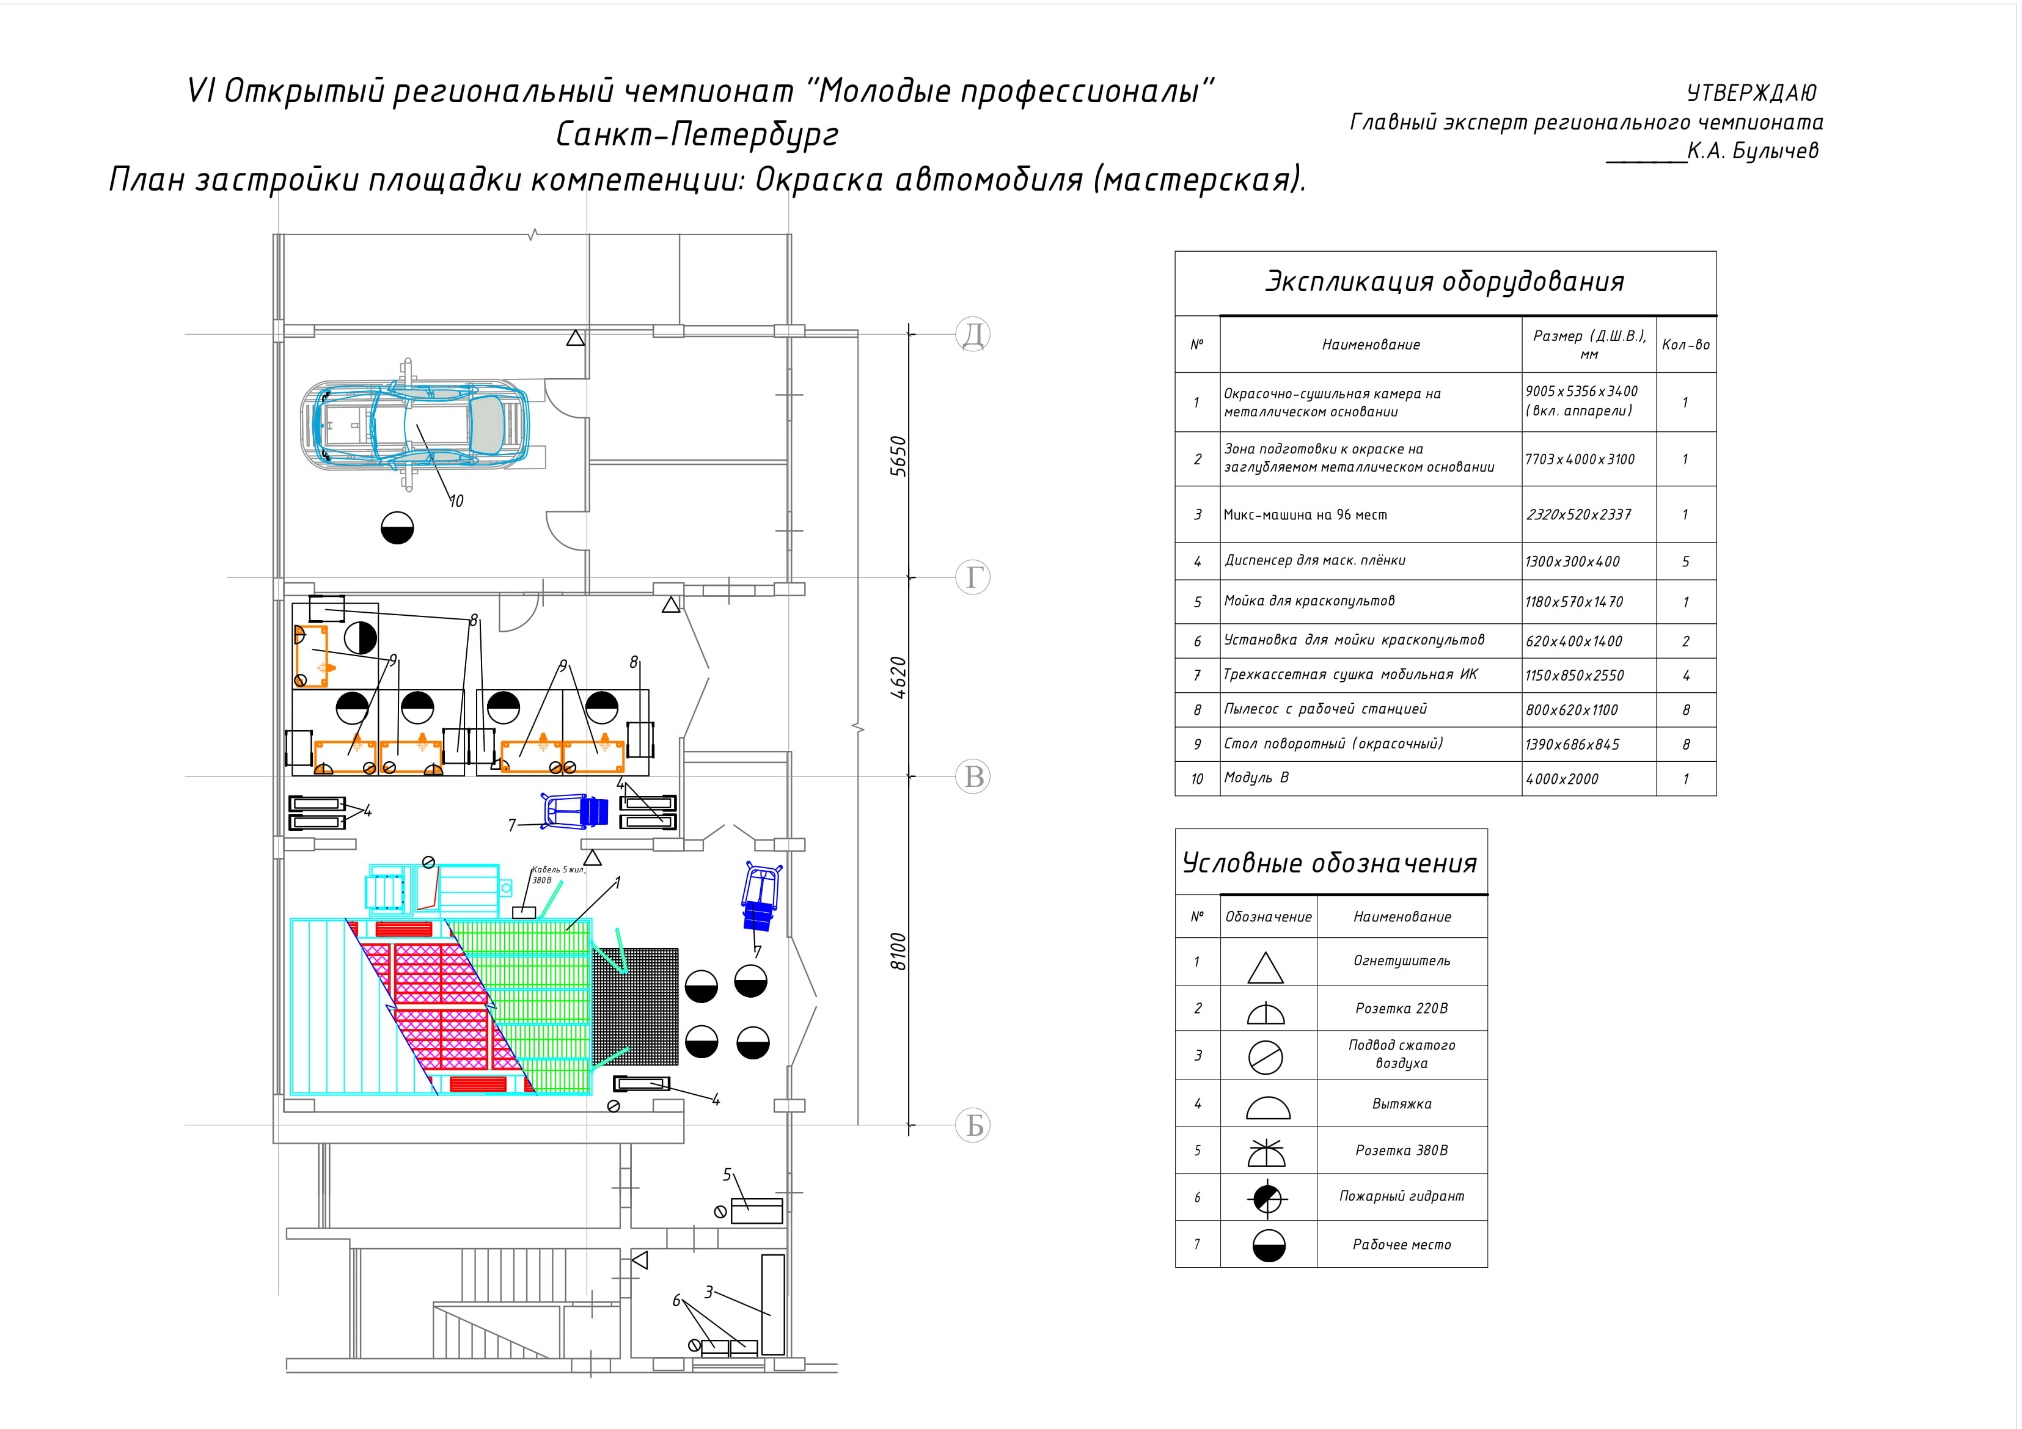 VI Открытый региональный чемпионат "Молодые профессионалы"
Санкт-Петербург
План застройки площадки компетенции: Окраска автомобиля (мастерская).
УТВЕРЖДАЮ
Главный эксперт регионального чемпионата
______К.А. Булычев
Д
5650
10
Г
8
9
9
8
4620
В
4
4
7
Кабель 5 жил,
380В
1
7
8100
4
Б
5
3
6
Экспликация оборудования
№ Наименование Размер (Д.Ш.В.), мм Кол-во
1 Окрасочно-сушильная камера на металлическом основании 9005x5356x3400 (вкл. аппарели) 1
2 Зона подготовки к окраске на заглубляемом металлическом основании 7703x4000x3100 1
3 Микс-машина на 96 мест 2320x520x2337 1
4 Диспенсер для маск. плёнки 1300x300x400 5
5 Мойка для краскопультов 1180x570x1470 1
6 Установка для мойки краскопультов 620x400x1400 2
7 Трехкассетная сушка мобильная ИК 1150x850x2550 4
8 Пылесос с рабочей станцией 800x620x1100 8
9 Стол поворотный (окрасочный) 1390x686x845 8
10 Модуль В 4000x2000 1
Условные обозначения
№ Обозначение Наименование
1 Огнетушитель
2 Розетка 220В
3 Подвод сжатого воздуха
4 Вытяжка
5 Розетка 380В
6 Пожарный гидрант
7 Рабочее место